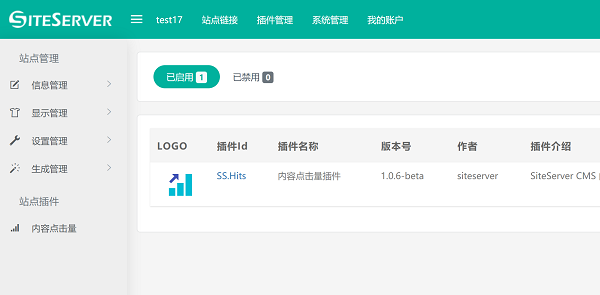 SITESERVER test17 站点链接 插件管理 系统管理 我的账户
站点管理
信息管理
显示管理
设置管理
生成管理
站点插件
内容点击量
已启用 1 已禁用 0
LOGO 插件Id 插件名称 版本号 作者 插件介绍
SS.Hits 内容点击量插件 1.0.6-beta siteserver SiteServer CMS